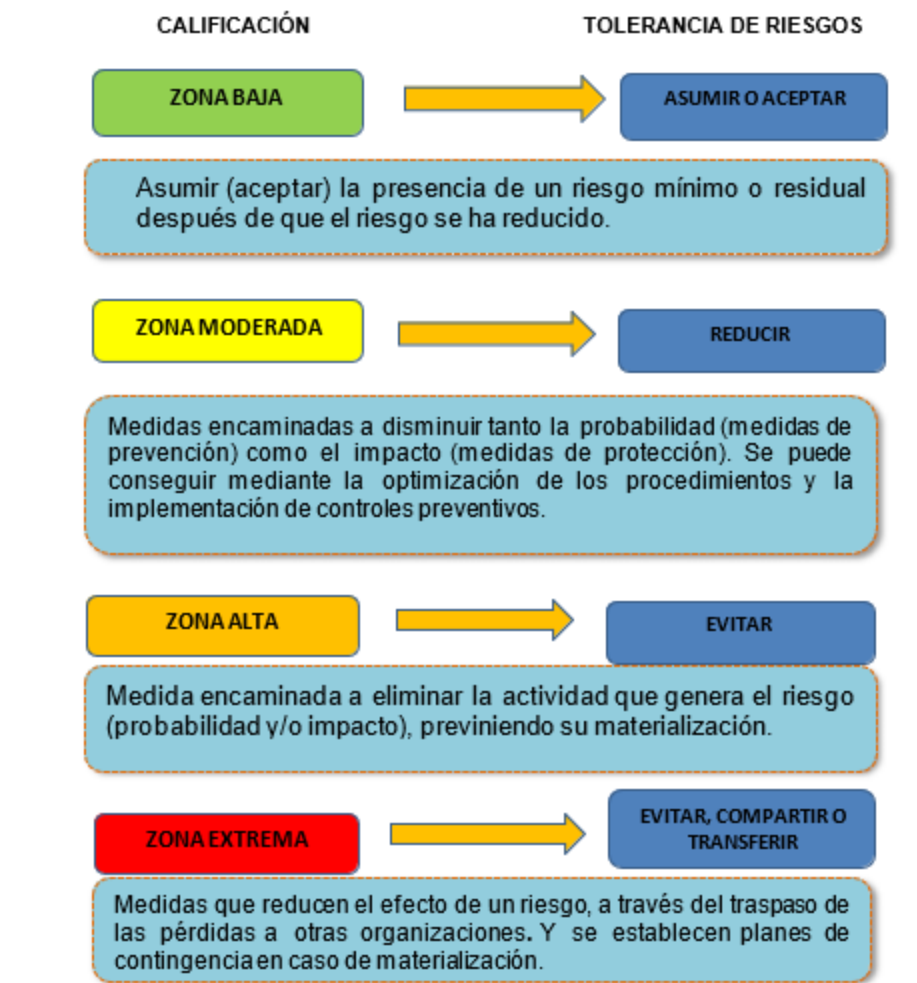 CALIFICACIÓN
TOLERANCIA DE RIESGOS
ZONA BAJA
ASUMIR O ACEPTAR
Asumir (aceptar) la presencia de un riesgo mínimo o residual
después de que el riesgo se ha reducido.
ZONA MODERADA
REDUCIR
Medidas encaminadas a disminuir tanto la probabilidad (medidas de
prevención) como el impacto (medidas de protección). Se puede
conseguir mediante la optimización de los procedimientos y la
implementación de controles preventivos.
ZONA ALTA
EVITAR
Medida encaminada a eliminar la actividad que genera el riesgo
(probabilidad y/o impacto), previniendo su materialización.
ZONA EXTREMA
EVITAR, COMPARTIR O
TRANSFERIR
Medidas que reducen el efecto de un riesgo, a través del traspaso de
las pérdidas a otras organizaciones. Y se establecen planes de
contingencia en caso de materialización.